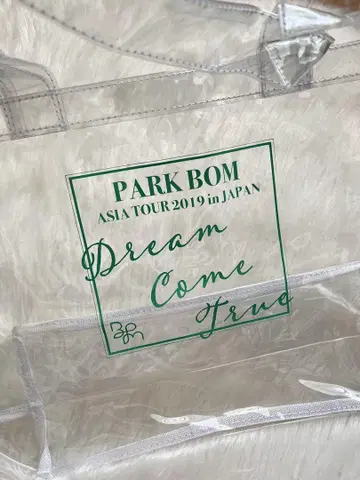 PARK BOM
ASIA TOUR 2019 in JAPAN
Dream
Come
True